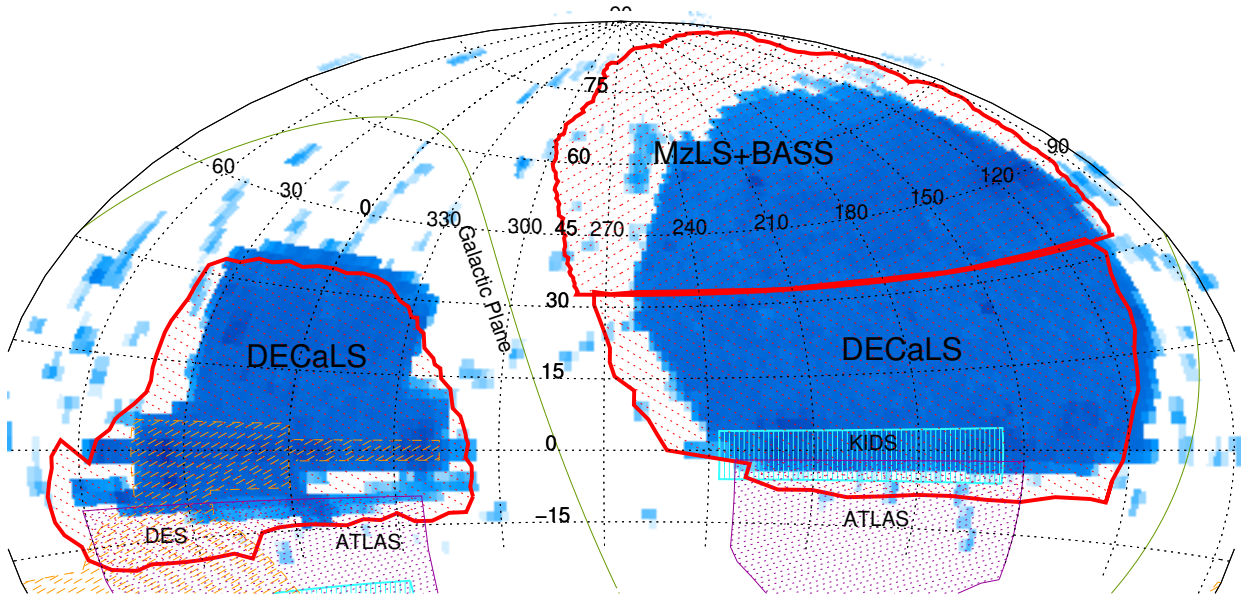 90
75
60
MzLS+BASS
90
60
30
0
330
300
45
270
240
210
180
150
120
Galactic Plane
30
DECaLS
DECaLS
15
0
KIDS
−15
DES
ATLAS
ATLAS